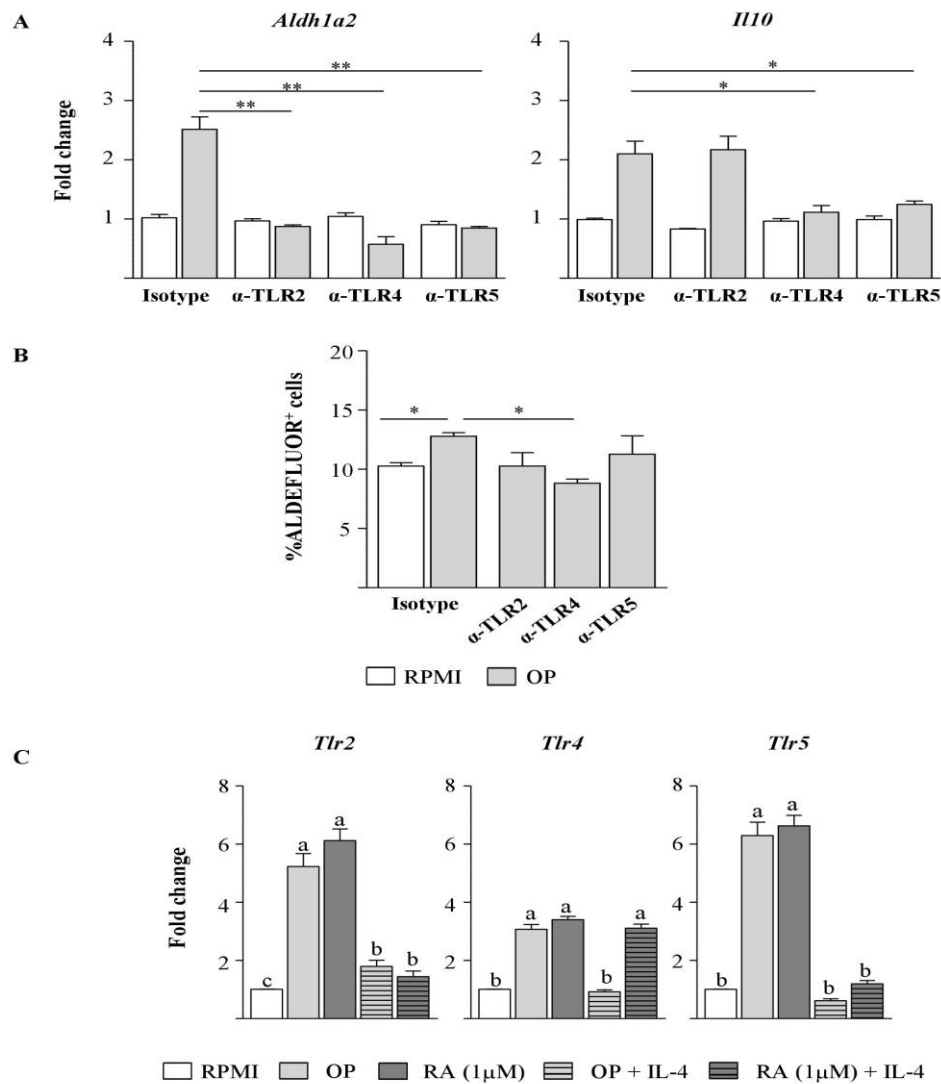 A
Aldh1a2
Il10
Fold change
4
3
2
1
**
**
**
Isotype α-TLR2 α-TLR4 α-TLR5
4
3
2
1
*
*
Isotype α-TLR2 α-TLR4 α-TLR5
B
%ALDEFLUOR+ cells
20
15
10
5
*
*
Isotype
α-TLR2
α-TLR4
α-TLR5
RPMI OP
C
Tlr2
Tlr4
Tlr5
Fold change
8
6
4
2
c
a
a
b
b
8
6
4
2
b
a
a
b
a
8
6
4
2
b
a
a
b
b
RPMI OP RA (1μM) OP + IL-4 RA (1μM) + IL-4